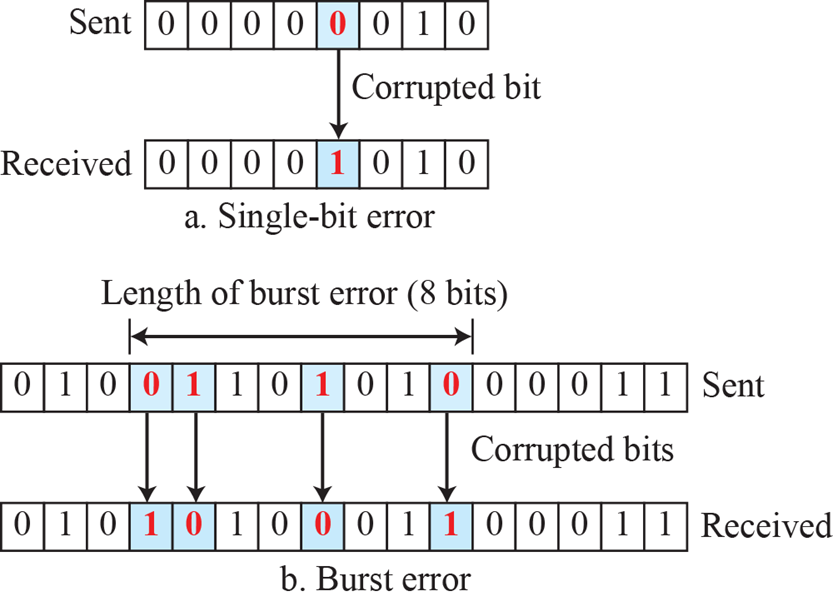 Sent 0 0 0 0 0 0 1 0
Corrupted bit
Received 0 0 0 0 1 0 1 0
a. Single-bit error
Length of burst error (8 bits)
0 1 0 0 1 1 0 1 0 1 0 0 0 0 1 1 Sent
Corrupted bits
0 1 0 1 0 1 0 0 0 1 1 0 0 0 1 1 Received
b. Burst error